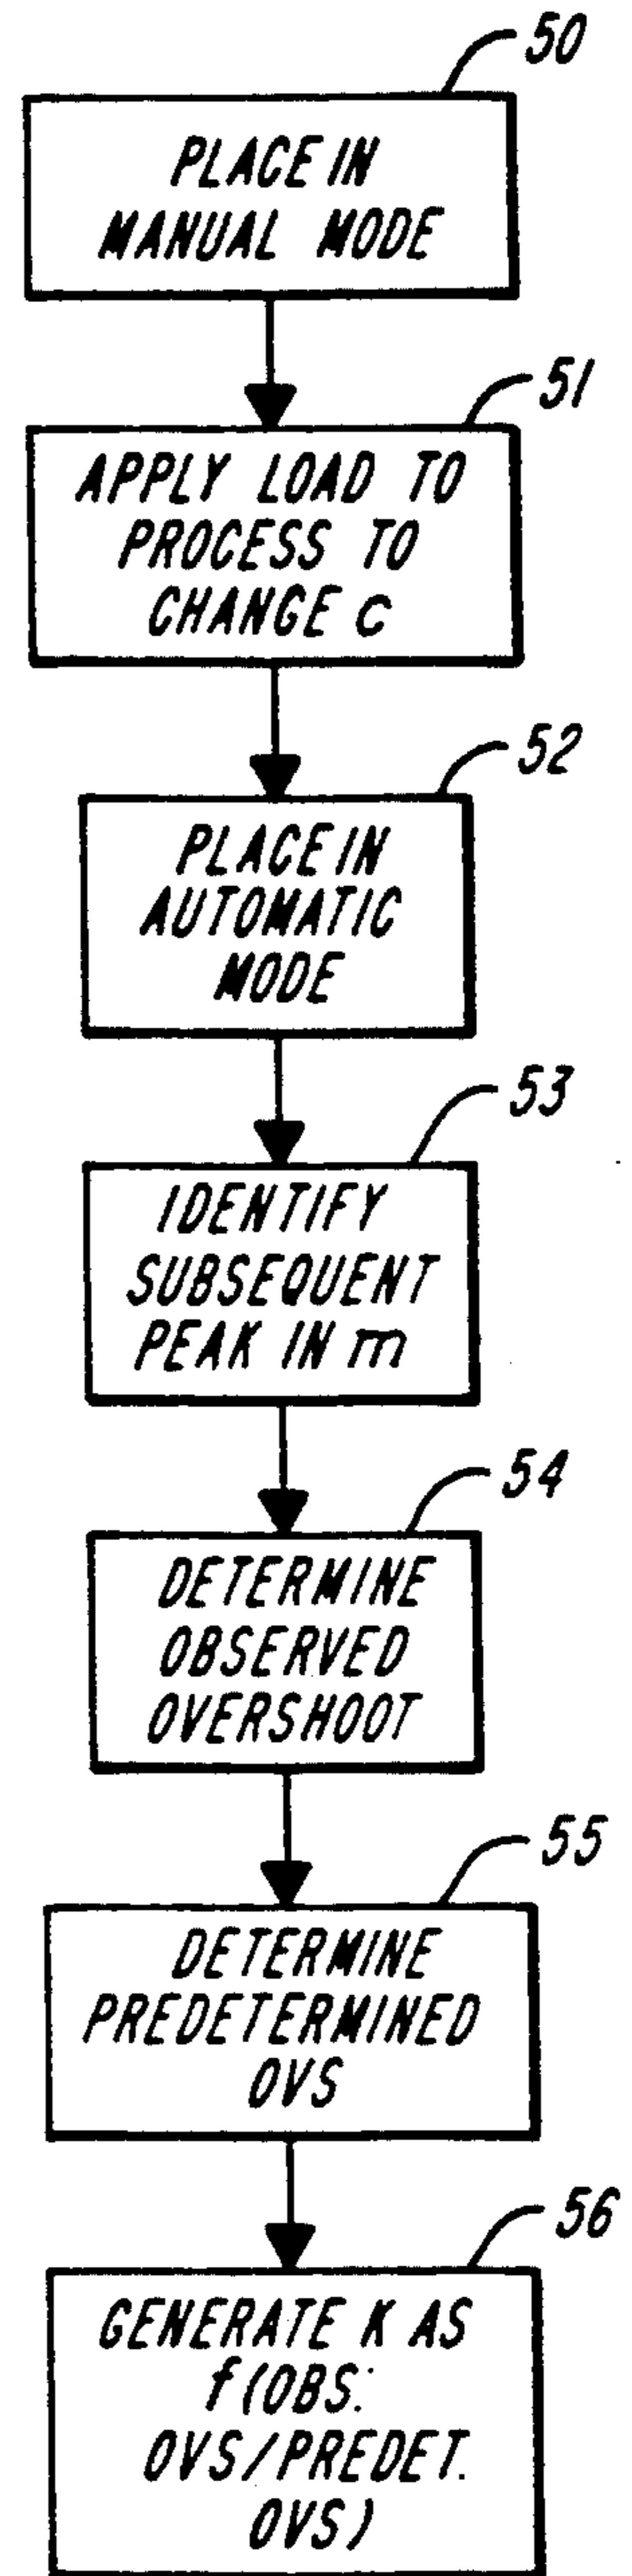 50
PLACE IN
MANUAL MODE
51
APPLY LOAD TO
PROCESS TO
CHANGE c
52
PLACE IN
AUTOMATIC
MODE
53
IDENTIFY
SUBSEQUENT
PEAK IN m
54
DETERMINE
OBSERVED
OVERSHOOT
55
DETERMINE
PREDETERMINED
OVS
56
GENERATE K AS
f(OBS.
OVS/PREDET.
OVS)